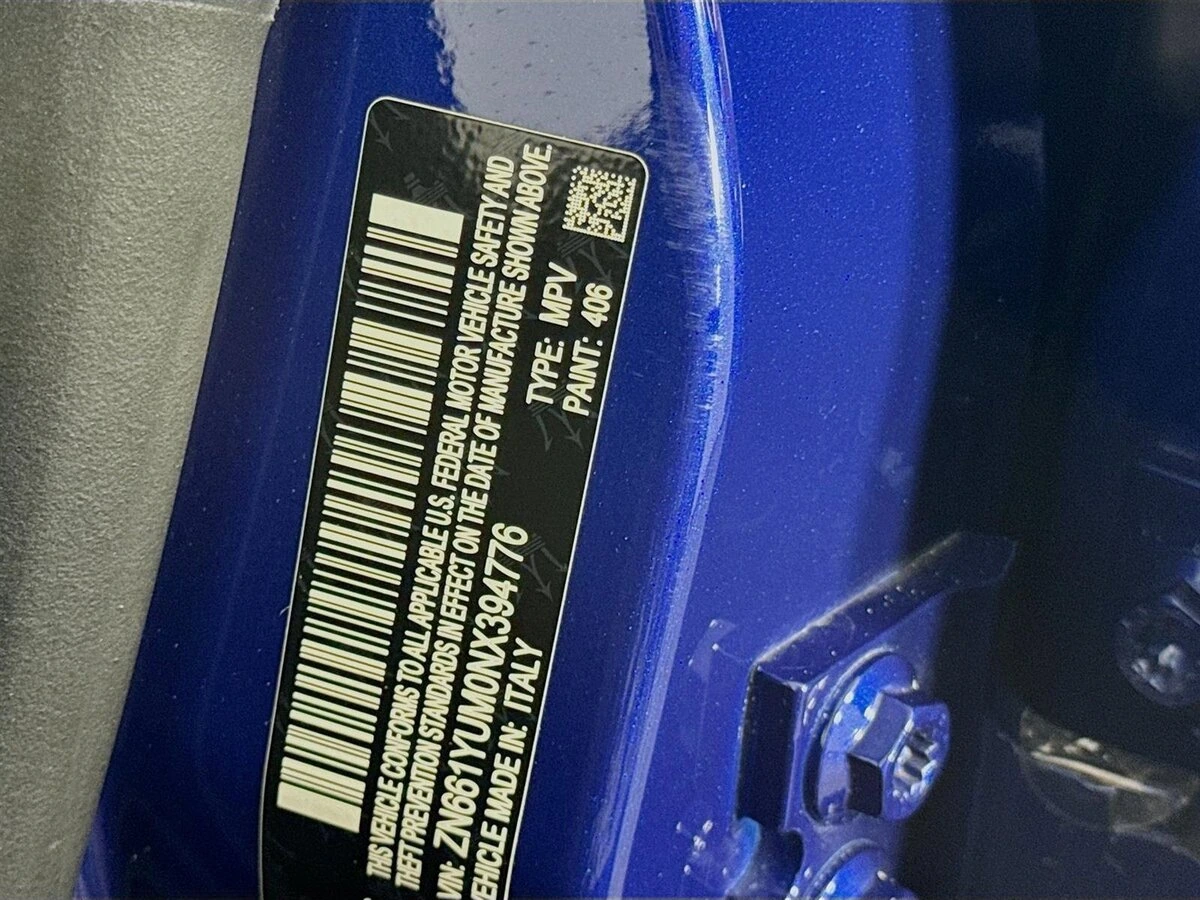 THIS VEHICLE CONFORMS TO ALL APPLICABLE U.S. FEDERAL MOTOR VEHICLE SAFETY AND
THEFT PREVENTION STANDARDS IN EFFECT ON THE DATE OF MANUFACTURE SHOWN ABOVE.
VIN: ZN661YUM0NX394776
TYPE: MPV
VEHICLE MADE IN: ITALY
PAINT: 406